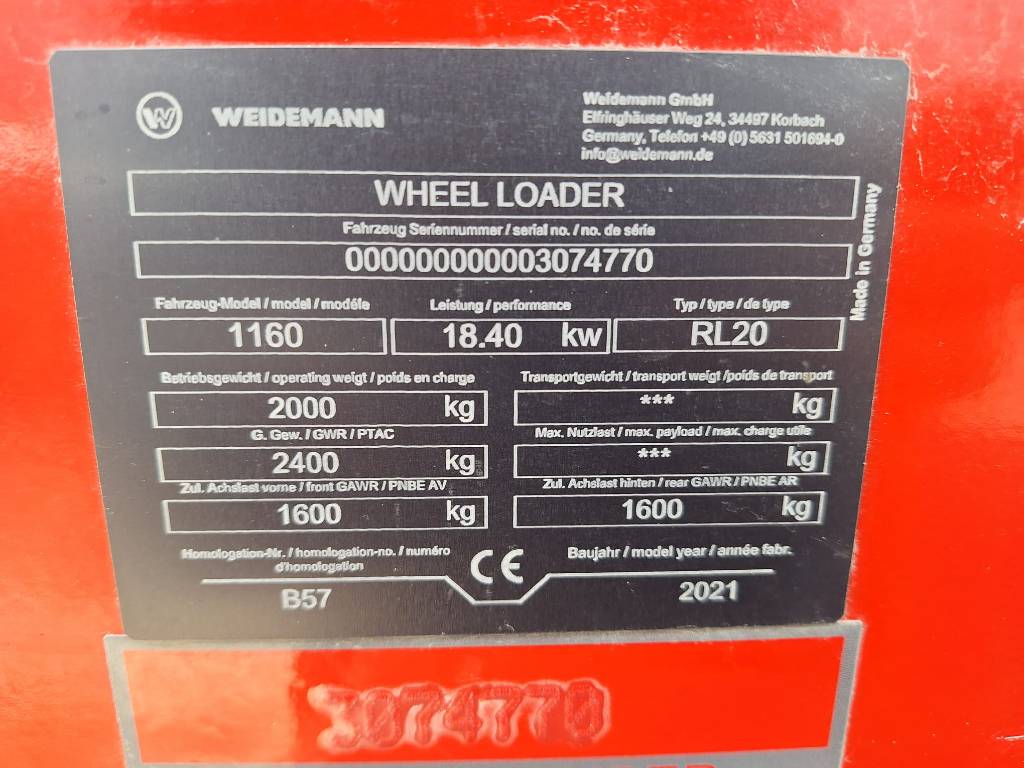 W WEIDEMANN
Weidemann GmbH
Elfringhäuser Weg 24, 34497 Korbach
Germany, Telefon +49 (0) 5631 501694-0
info@weidemann.de
WHEEL LOADER
Fahrzeug Seriennummer / serial no. / no. de série
000000000003074770
Made in Germany
Fahrzeug-Model / model / modéle
Leistung / performance
Typ / type / de type
1160
18.40 kw
RL20
Betriebsgewicht / operating weigt / poids en charge
Transportgewicht / transport weigt /poids de transport
2000 kg
*** kg
G. Gew. / GWR / PTAC
Max. Nutzlast / max. payload / max. charge utile
2400 kg
*** kg
Zul. Achslast vorne / front GAWR / PNBE AV
Zul. Achslast hinten / rear GAWR / PNBE AR
1600 kg
1600 kg
Homologation-Nr. / homologation-no. / numéro
d'homologation
CE
Baujahr / model year / année fabr.
B57
2021
3074770